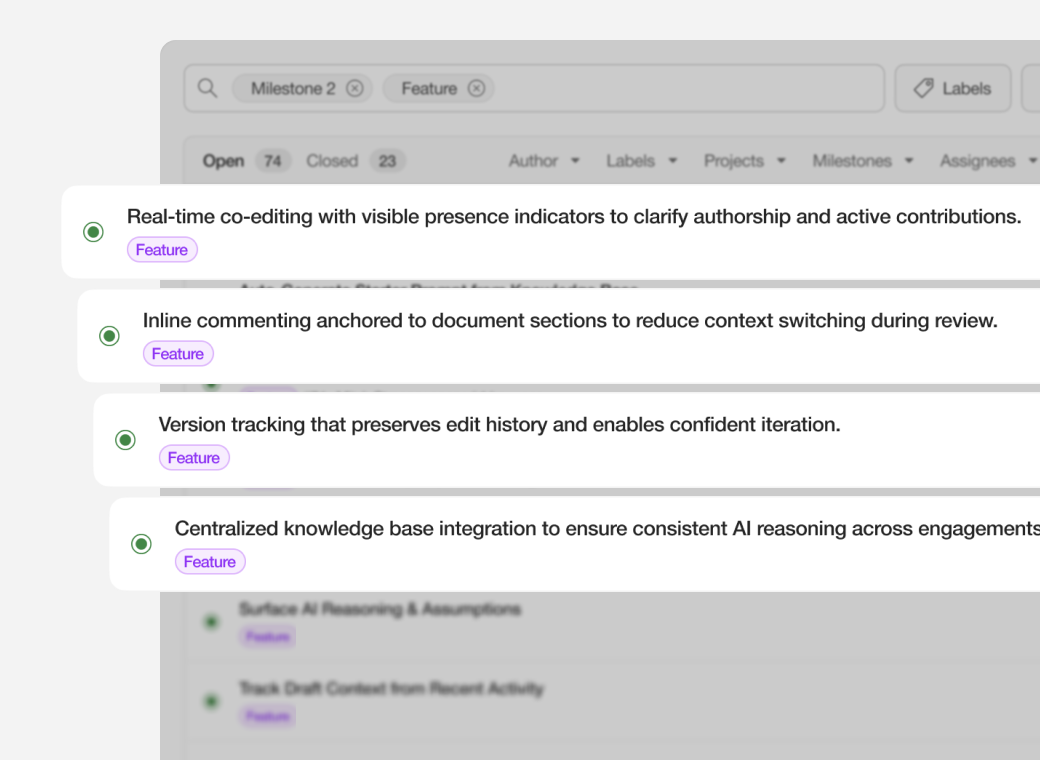 Milestone 2 Feature Labels
Open 74 Closed 23 Author Labels Projects Milestones Assignees
Real-time co-editing with visible presence indicators to clarify authorship and active contributions.
Feature
Inline commenting anchored to document sections to reduce context switching during review.
Feature
Version tracking that preserves edit history and enables confident iteration.
Feature
Centralized knowledge base integration to ensure consistent AI reasoning across engagements
Feature
Surface AI Reasoning & Assumptions
Feature
Track Draft Context from Recent Activity
Feature